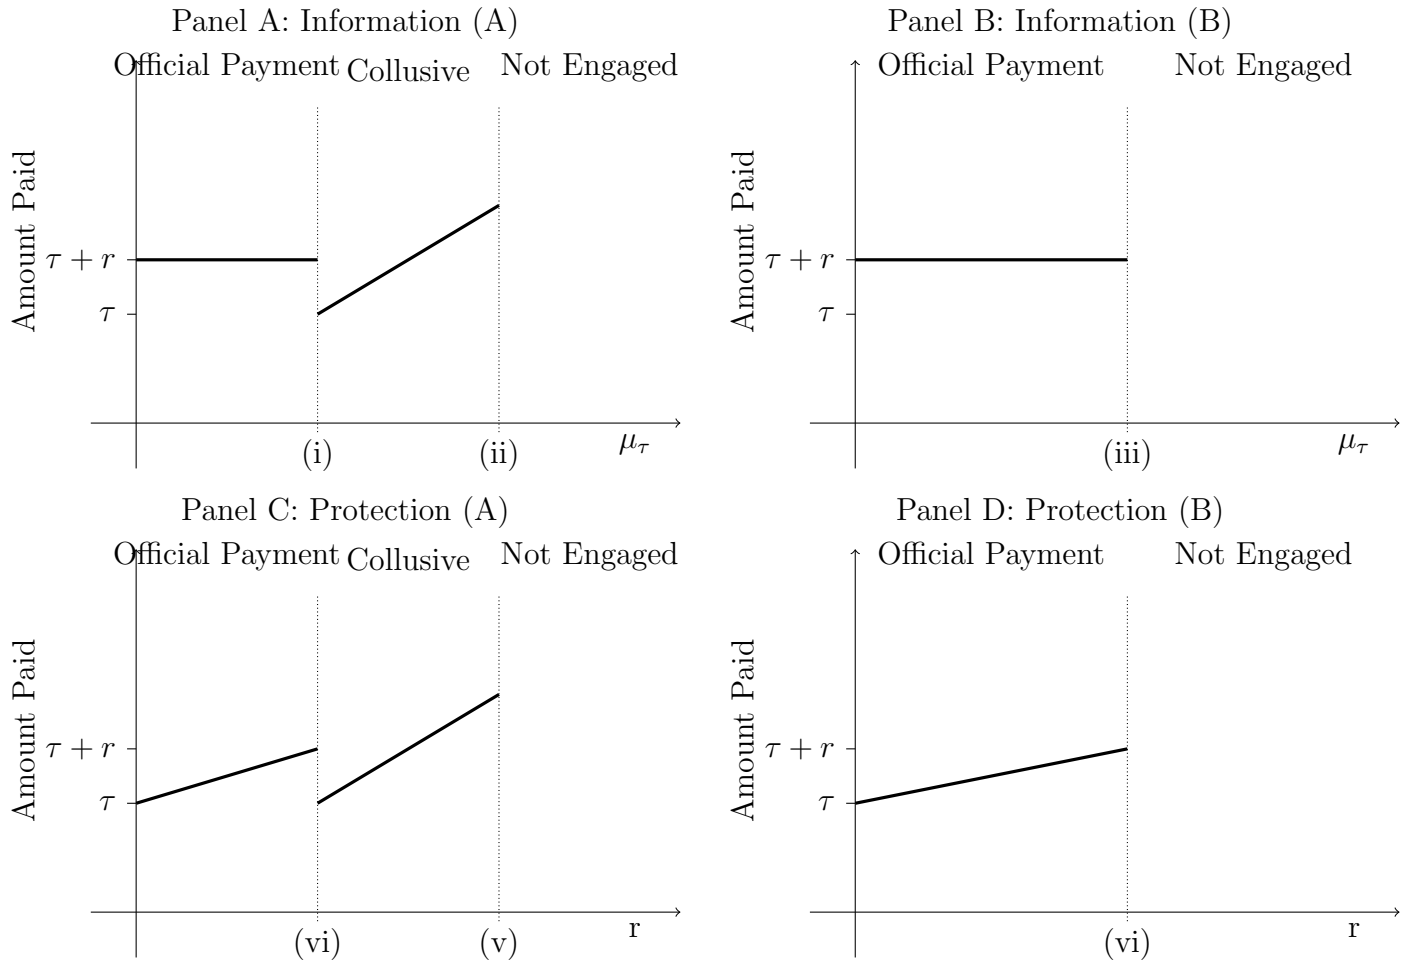 Panel A: Information (A)
Official Payment Collusive Not Engaged
Amount Paid
τ + r
τ
(i) (ii) μτ
Panel B: Information (B)
Official Payment Not Engaged
Amount Paid
τ + r
τ
(iii) μτ
Panel C: Protection (A)
Official Payment Collusive Not Engaged
Amount Paid
τ + r
τ
(vi) (v) r
Panel D: Protection (B)
Official Payment Not Engaged
Amount Paid
τ + r
τ
(vi) r